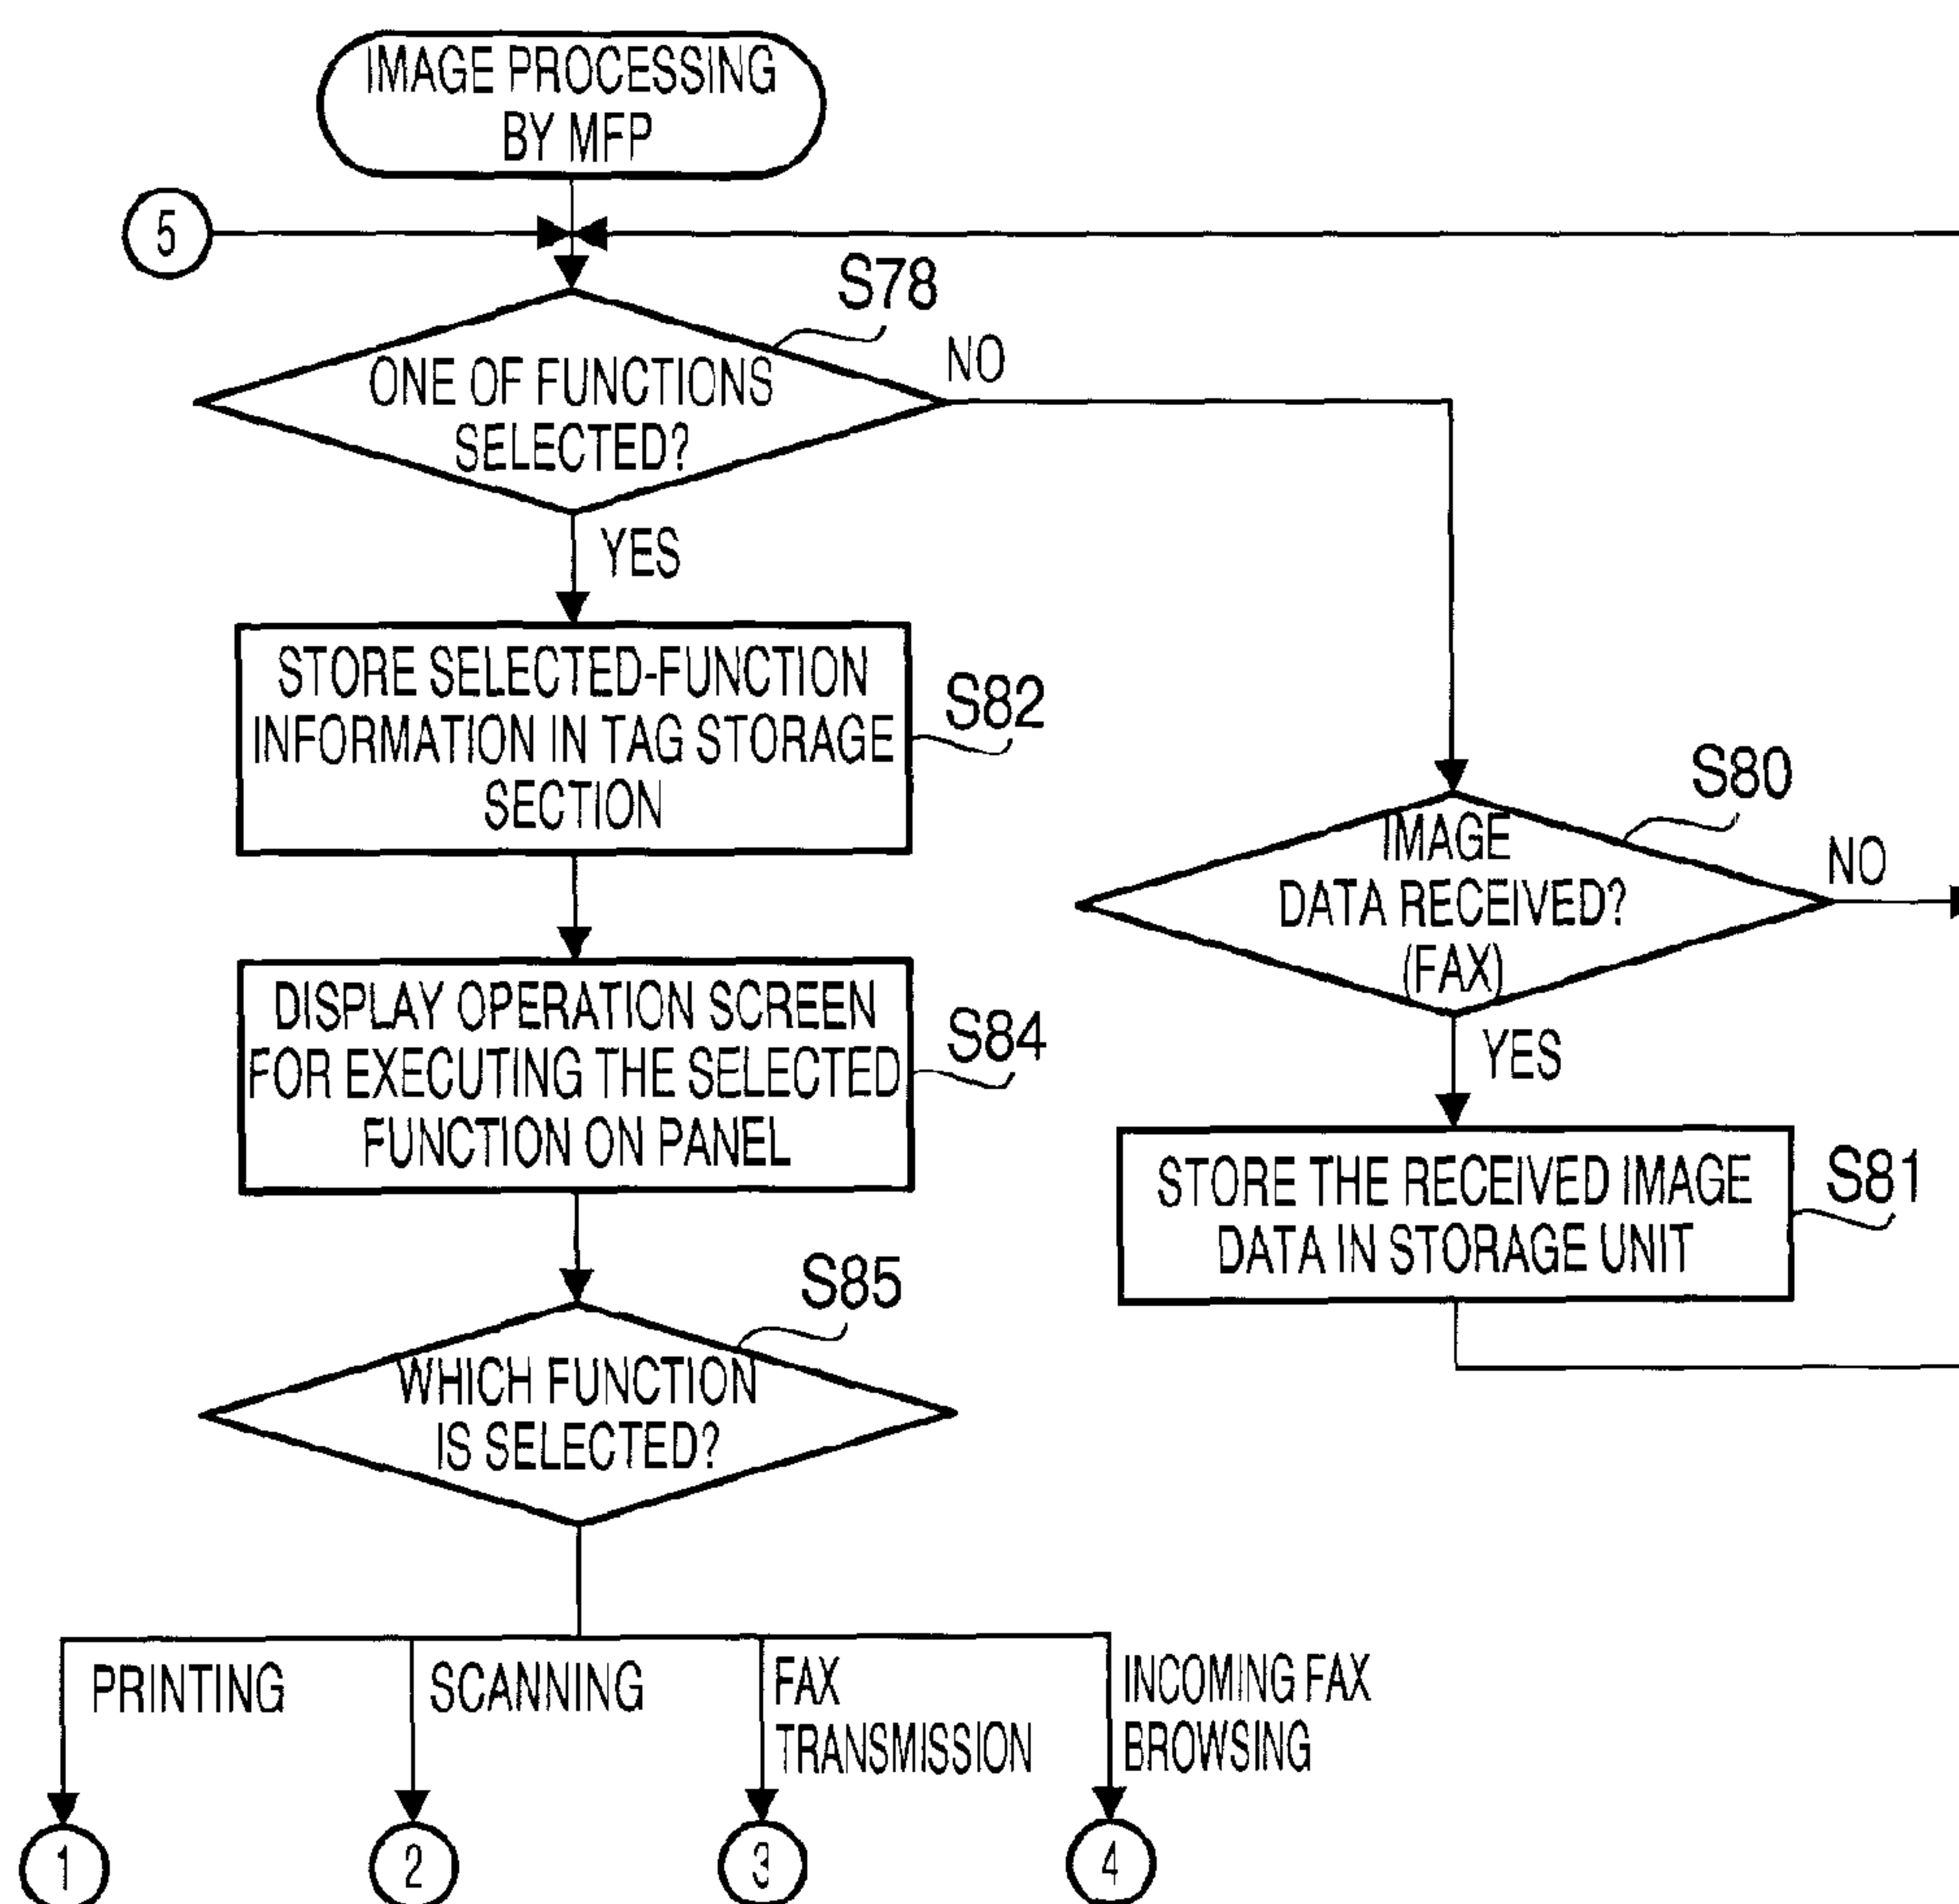 IMAGE PROCESSING
BY MFP
5
S78
ONE OF FUNCTIONS
SELECTED?
NO
YES
STORE SELECTED-FUNCTION
INFORMATION IN TAG STORAGE
SECTION
S82
S80
IMAGE
DATA RECEIVED?
(FAX)
NO
YES
DISPLAY OPERATION SCREEN
FOR EXECUTING THE SELECTED
FUNCTION ON PANEL
S84
STORE THE RECEIVED IMAGE
DATA IN STORAGE UNIT
S81
S85
WHICH FUNCTION
IS SELECTED?
PRINTING
SCANNING
FAX
TRANSMISSION
INCOMING FAX
BROWSING
1
2
3
4